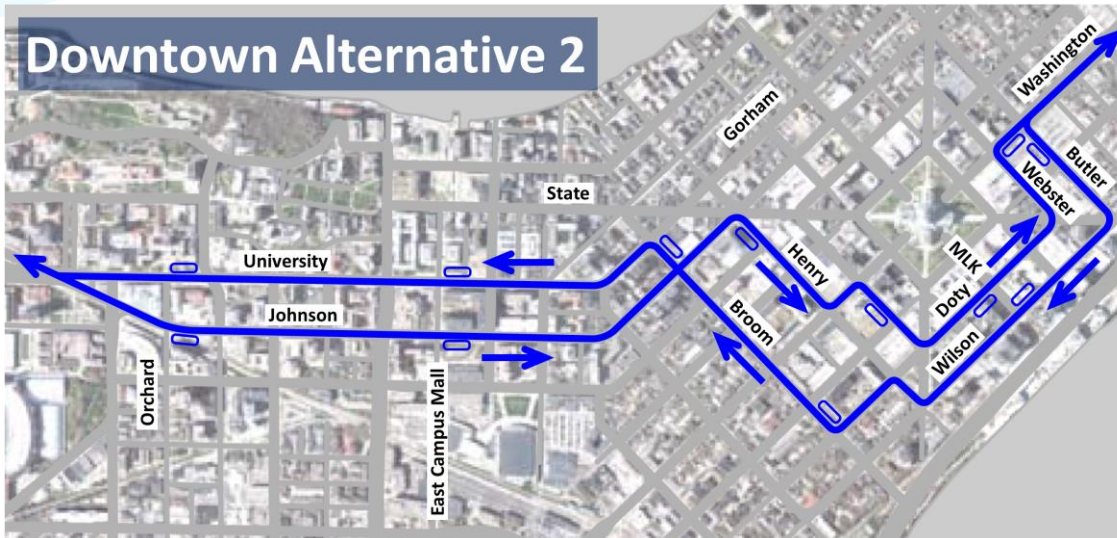 Downtown Alternative 2
Washington
Gorham
State
Butler
Webster
University
Henry
MLK
Doty
Johnson
Broom
Wilson
Orchard
East Campus Mall